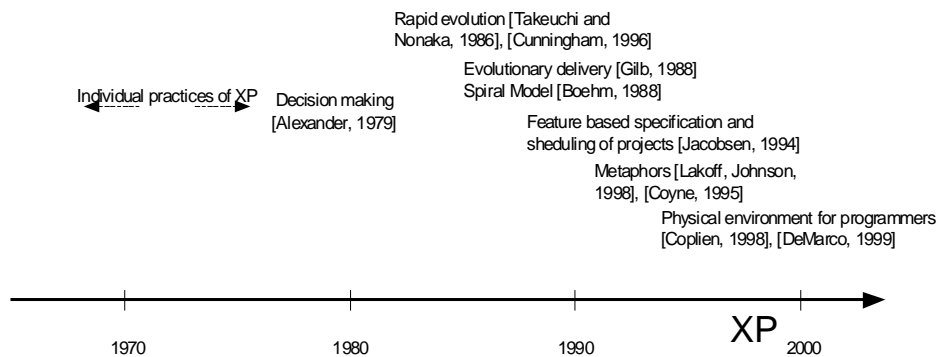 Rapid evolution [Takeuchi and
Nonaka, 1986], [Cunningham, 1996]
Evolutionary delivery [Gilb, 1988]
Spiral Model [Boehm, 1988]
Individual practices of XP
Decision making
[Alexander, 1979]
Feature based specification and
sheduling of projects [Jacobsen, 1994]
Metaphors [Lakoff, Johnson,
1998], [Coyne, 1995]
Physical environment for programmers
[Coplien, 1998], [DeMarco, 1999]
XP
1970
1980
1990
2000